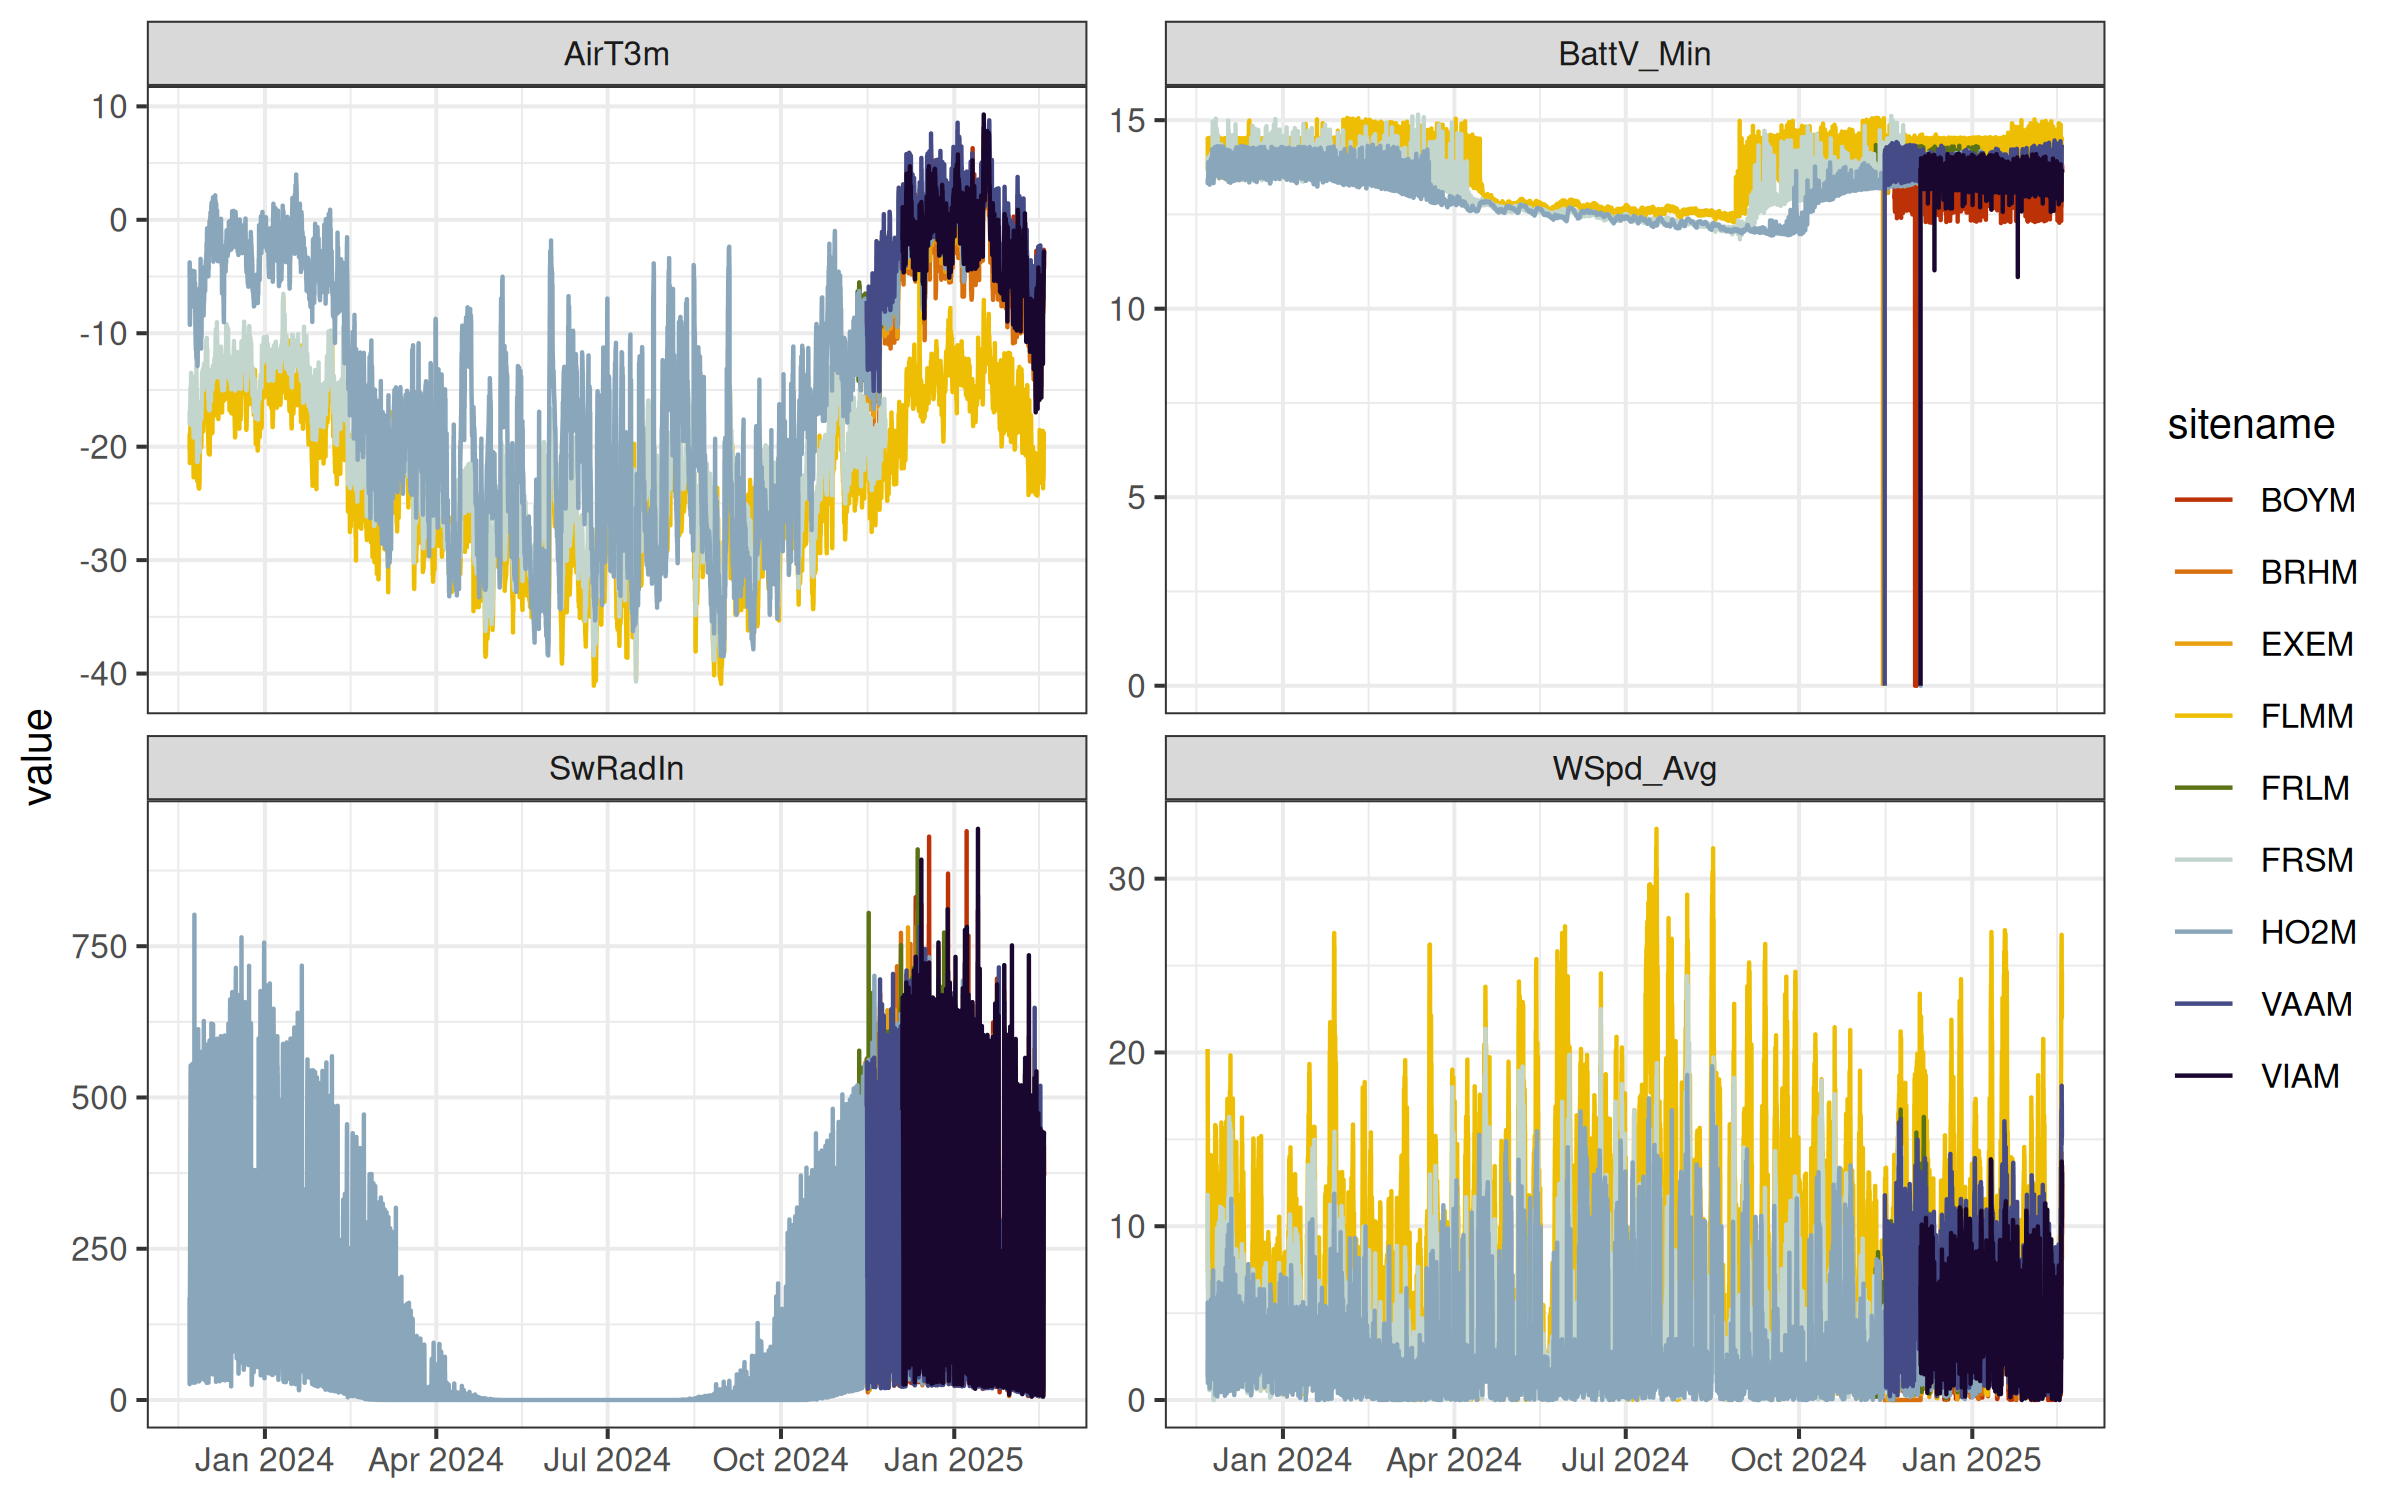 AirT3m
BattV_Min
10
0
-10
-20
-30
-40
15
10
5
0
value
SwRadIn
WSpd_Avg
750
500
250
0
30
20
10
0
Jan 2024 Apr 2024 Jul 2024 Oct 2024 Jan 2025
Jan 2024 Apr 2024 Jul 2024 Oct 2024 Jan 2025
sitename
BOYM
BRHM
EXEM
FLMM
FRLM
FRSM
HO2M
VAAM
VIAM